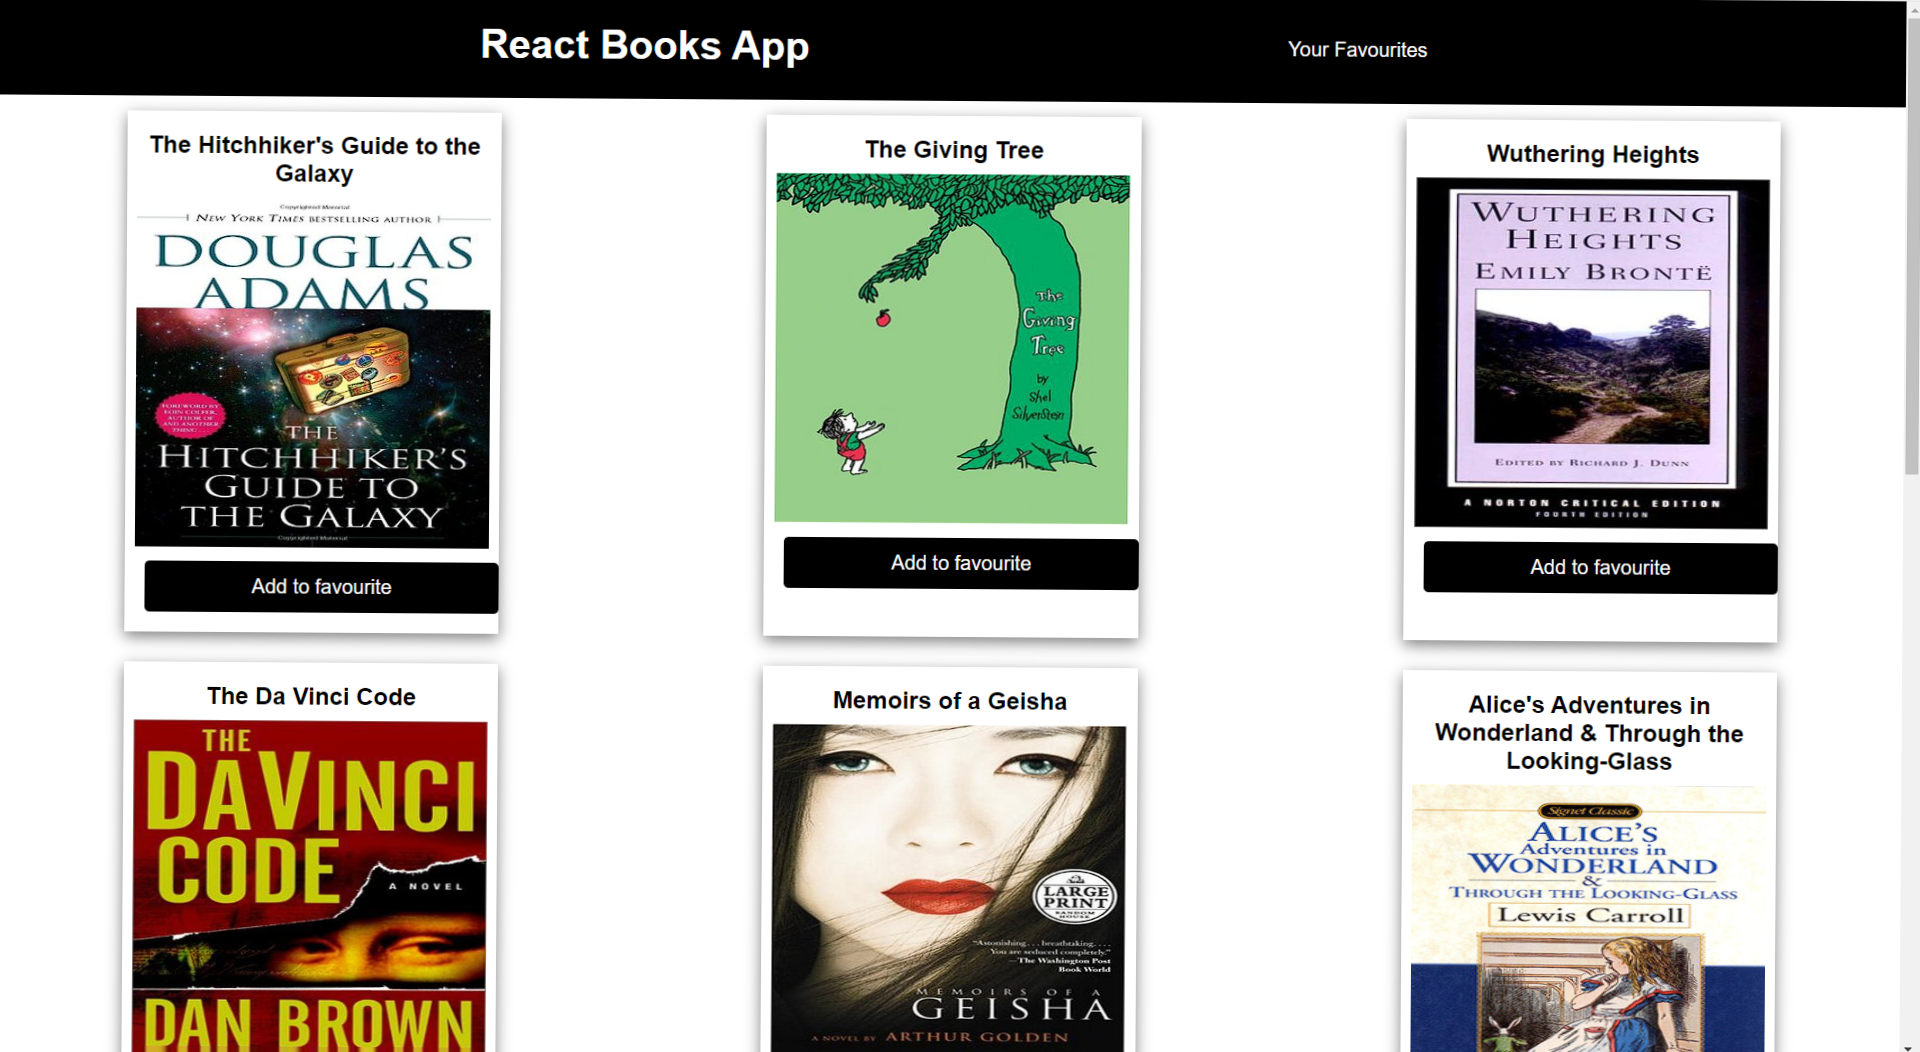 React Books App
Your Favourites
The Hitchhiker's Guide to the
Galaxy
Copyrighted Material
NEW YORK TIMES BESTSELLING AUTHOR
DOUGLAS
ADAMS
FOREWORD BY
EOIN COLFER,
AUTHOR OF
AND ANOTHER
THING...
THE
HITCHHIKER'S
GUIDE TO
THE GALAXY
Copyrighted Material
Add to favourite
The Giving Tree
The
Giving
Tree
by
Shel
Silverstein
Add to favourite
Wuthering Heights
WUTHERING
HEIGHTS
EMILY BRONTË
EDITED BY RICHARD J. DUNN
A NORTON CRITICAL EDITION
FOURTH EDITION
Add to favourite
The Da Vinci Code
THE
DAVINCI
CODE
A NOVEL
DAN BROWN
Memoirs of a Geisha
LARGE
PRINT
RANDOM
HOUSE
"Astonishing . . . breathtaking. . . .
You are seduced completely."
—The Washington Post
Book World
MEMOIRS OF A
GEISHA
A NOVEL BY ARTHUR GOLDEN
Alice's Adventures in
Wonderland & Through the
Looking-Glass
Signet Classic
ALICE'S
Adventures in
WONDERLAND
&
THROUGH THE LOOKING-GLASS
Lewis Carroll